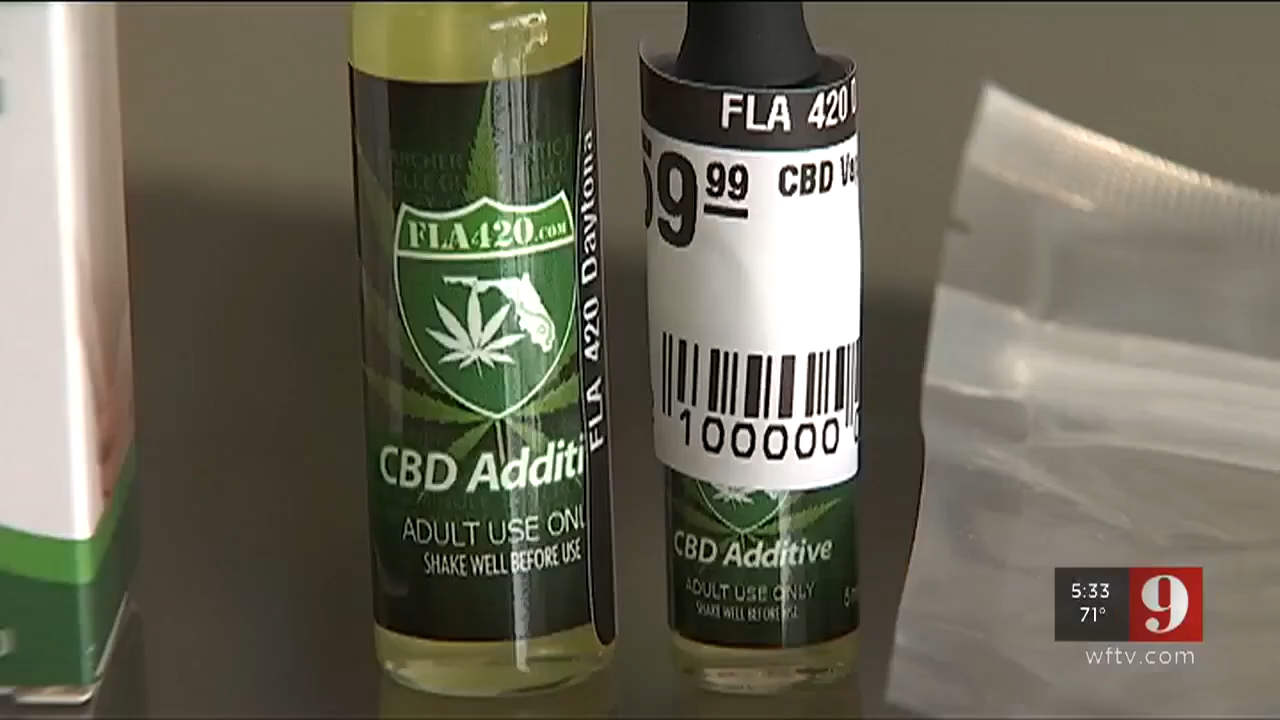 FLA420.COM
CBD Additi
ADULT USE ONL
SHAKE WELL BEFORE USE
FLA 420 Daytona
FLA 420 D
99
CBD
100000
CBD Additive
ADULT USE ONLY
SHAKE WELL BEFORE USE
5:33
71°
9
wftv.com